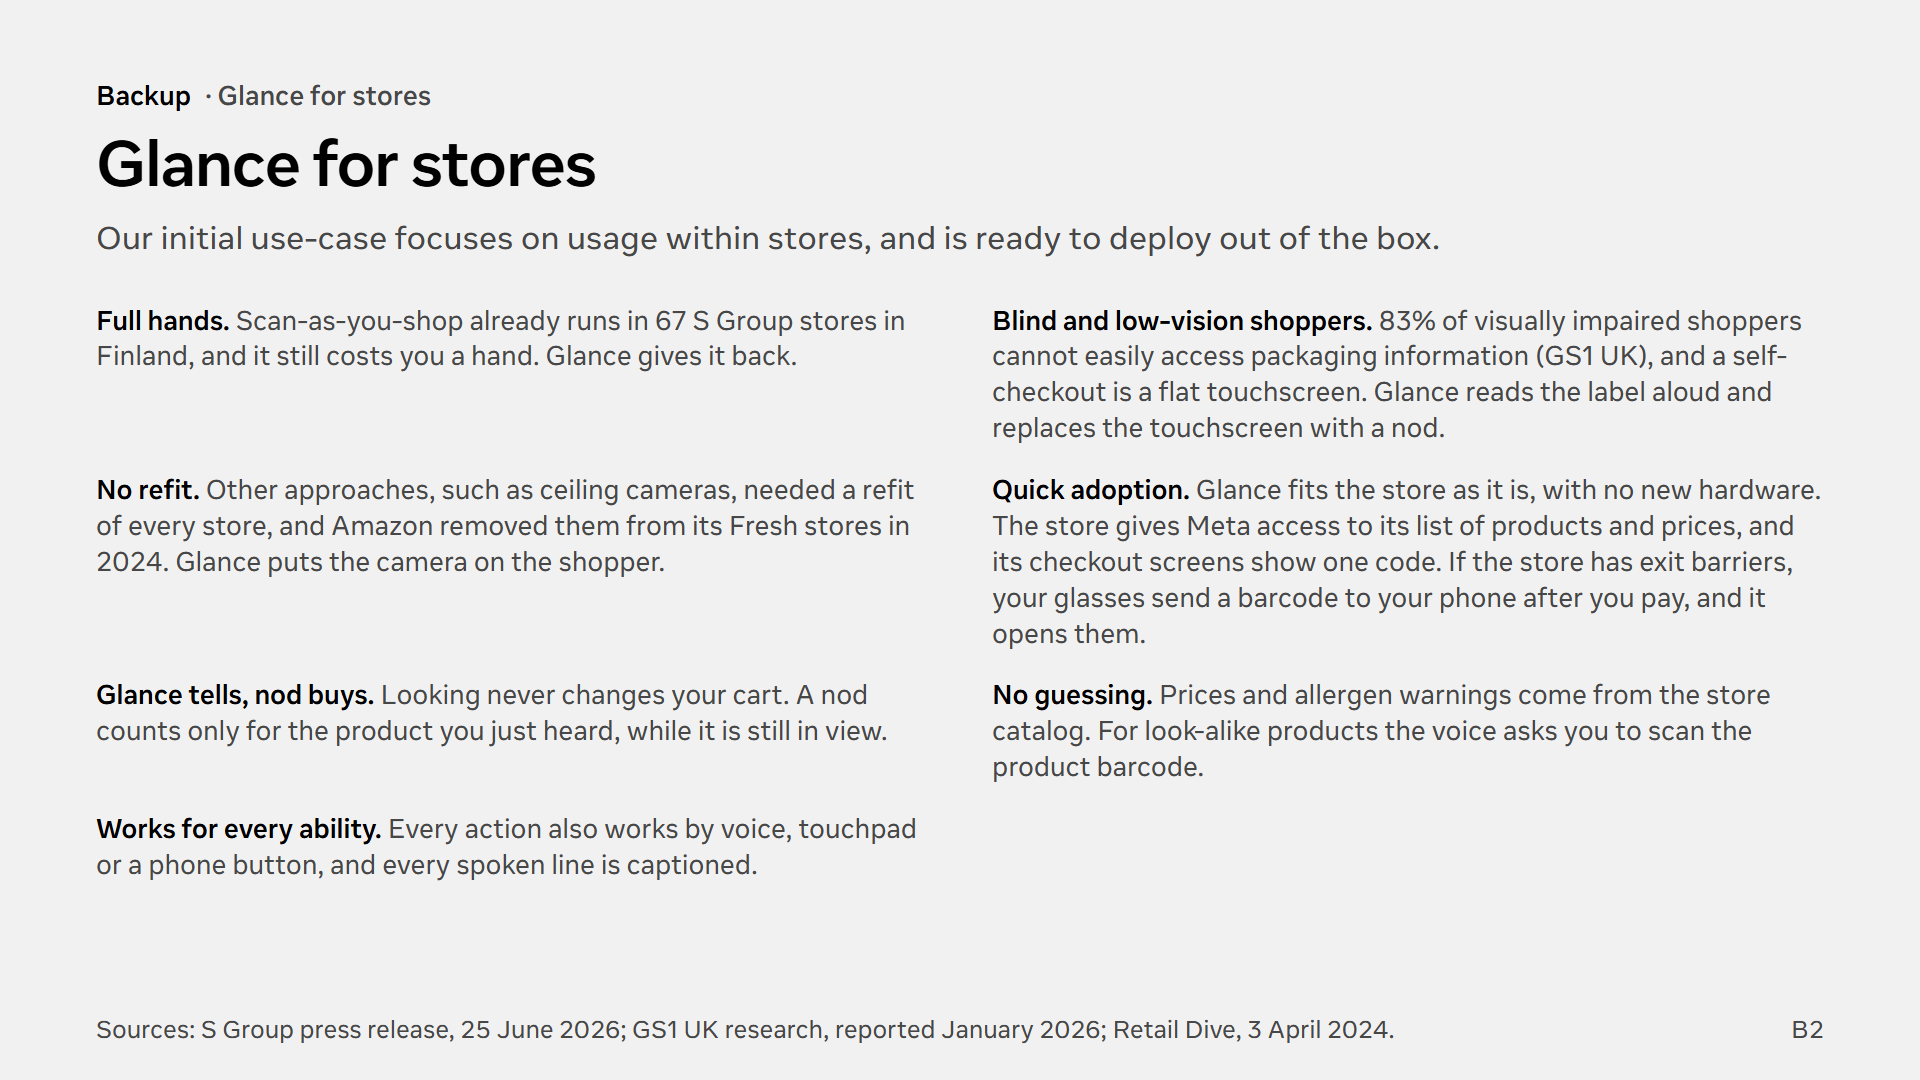 Backup · Glance for stores
Glance for stores
Our initial use-case focuses on usage within stores, and is ready to deploy out of the box.
Full hands. Scan-as-you-shop already runs in 67 S Group stores in
Finland, and it still costs you a hand. Glance gives it back.
Blind and low-vision shoppers. 83% of visually impaired shoppers
cannot easily access packaging information (GS1 UK), and a self-
checkout is a flat touchscreen. Glance reads the label aloud and
replaces the touchscreen with a nod.
No refit. Other approaches, such as ceiling cameras, needed a refit
of every store, and Amazon removed them from its Fresh stores in
2024. Glance puts the camera on the shopper.
Quick adoption. Glance fits the store as it is, with no new hardware.
The store gives Meta access to its list of products and prices, and
its checkout screens show one code. If the store has exit barriers,
your glasses send a barcode to your phone after you pay, and it
opens them.
Glance tells, nod buys. Looking never changes your cart. A nod
counts only for the product you just heard, while it is still in view.
No guessing. Prices and allergen warnings come from the store
catalog. For look-alike products the voice asks you to scan the
product barcode.
Works for every ability. Every action also works by voice, touchpad
or a phone button, and every spoken line is captioned.
Sources: S Group press release, 25 June 2026; GS1 UK research, reported January 2026; Retail Dive, 3 April 2024.
B2